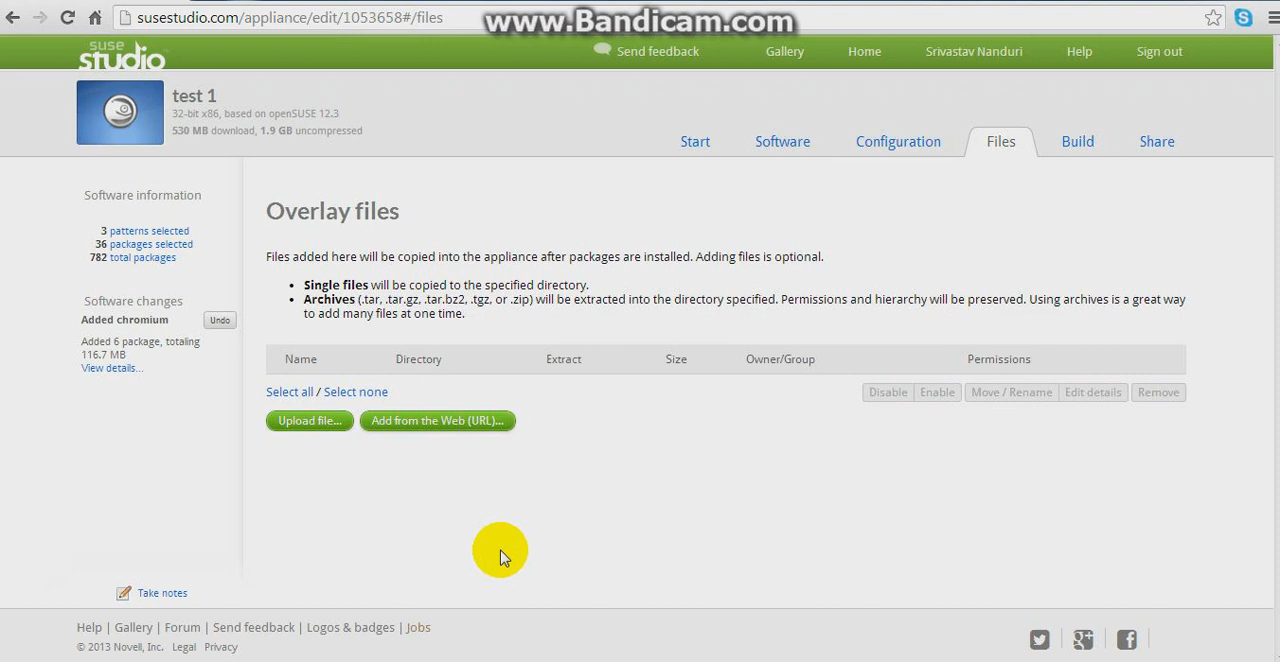 susestudio.com/appliance/edit/1053658#/files
www.Bandicam.com
suse
studio
Send feedback
Gallery
Home
Srivastav Nanduri
Help
Sign out
test 1
32-bit x86, based on openSUSE 12.3
530 MB download, 1.9 GB uncompressed
Start
Software
Configuration
Files
Build
Share
Software information
3 patterns selected
36 packages selected
782 total packages
Software changes
Added chromium
Undo
Added 6 package, totaling
116.7 MB
View details...
Overlay files
Files added here will be copied into the appliance after packages are installed. Adding files is optional.
• Single files will be copied to the specified directory.
• Archives (.tar, .tar.gz, .tar.bz2, .tgz, or .zip) will be extracted into the directory specified. Permissions and hierarchy will be preserved. Using archives is a great way
to add many files at one time.
Name Directory Extract Size Owner/Group Permissions
Select all / Select none
Disable Enable Move / Rename Edit details Remove
Upload file... Add from the Web (URL)...
Take notes
Help | Gallery | Forum | Send feedback | Logos & badges | Jobs
© 2013 Novell, Inc. Legal Privacy